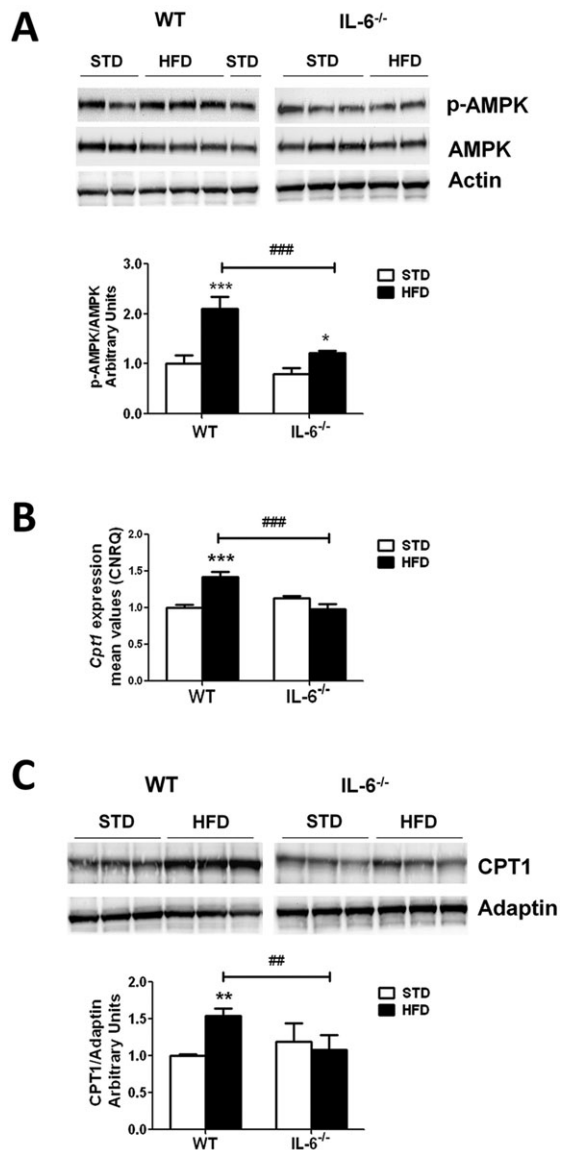 A
WT IL-6-/-
STD HFD STD STD HFD
p-AMPK
AMPK
Actin
###
3.0
2.0
1.0
0.0
p-AMPK/AMPK
Arbitrary Units
***
*
STD
HFD
WT IL-6-/-
B
###
2.0
1.5
1.0
0.5
0.0
Cpt1 expression
mean values (CNRQ)
***
STD
HFD
WT IL-6-/-
C
WT IL-6-/-
STD HFD STD HFD
CPT1
Adaptin
##
2.0
1.5
1.0
0.5
0.0
CPT1/Adaptin
Arbitrary Units
**
STD
HFD
WT IL-6-/-